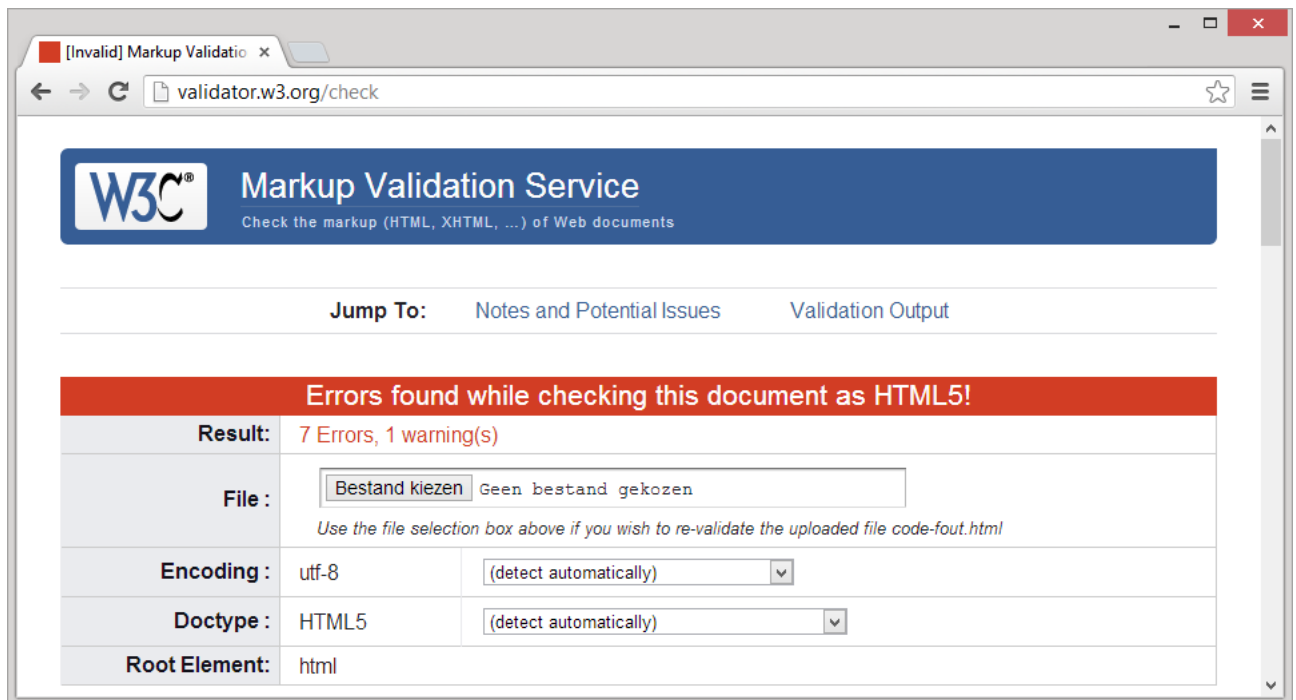 [Invalid] Markup Validatio
validator.w3.org/check
W3C®
Markup Validation Service
Check the markup (HTML, XHTML, ...) of Web documents
Jump To: Notes and Potential Issues Validation Output
Errors found while checking this document as HTML5!
Result: 7 Errors, 1 warning(s)
File : Bestand kiezen Geen bestand gekozen
Use the file selection box above if you wish to re-validate the uploaded file code-fout.html
Encoding : utf-8 (detect automatically)
Doctype : HTML5 (detect automatically)
Root Element: html